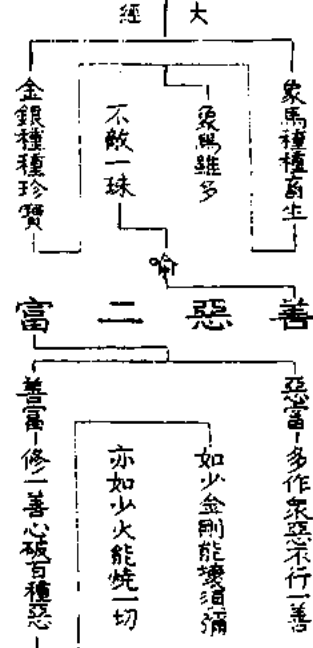 大經
象馬種種畜生
象馬雖多
不敵一珠
金銀種種珍寶
喻
善惡二富
惡富-多作衆惡不行一善
如少金剛能壞須彌
亦如少火能燒一切
善富-修一善心破百種惡